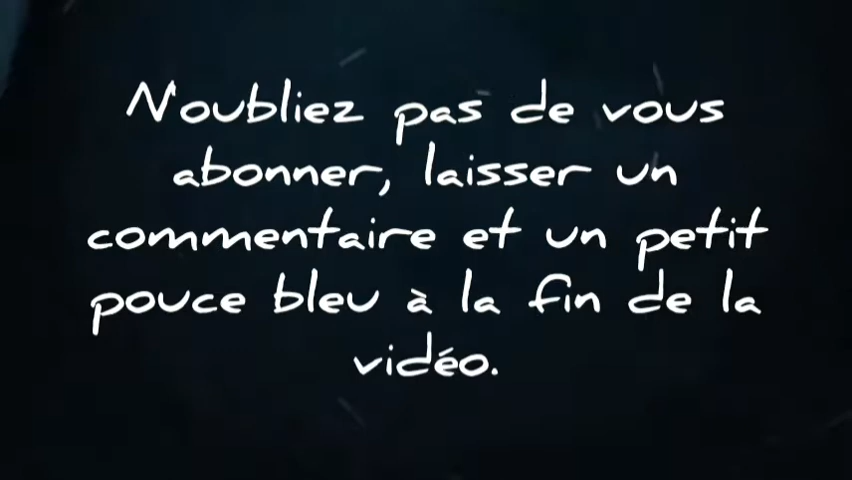 N'oubliez pas de vous
abonner, laisser un
commentaire et un petit
pouce bleu à la fin de la
vidéo.